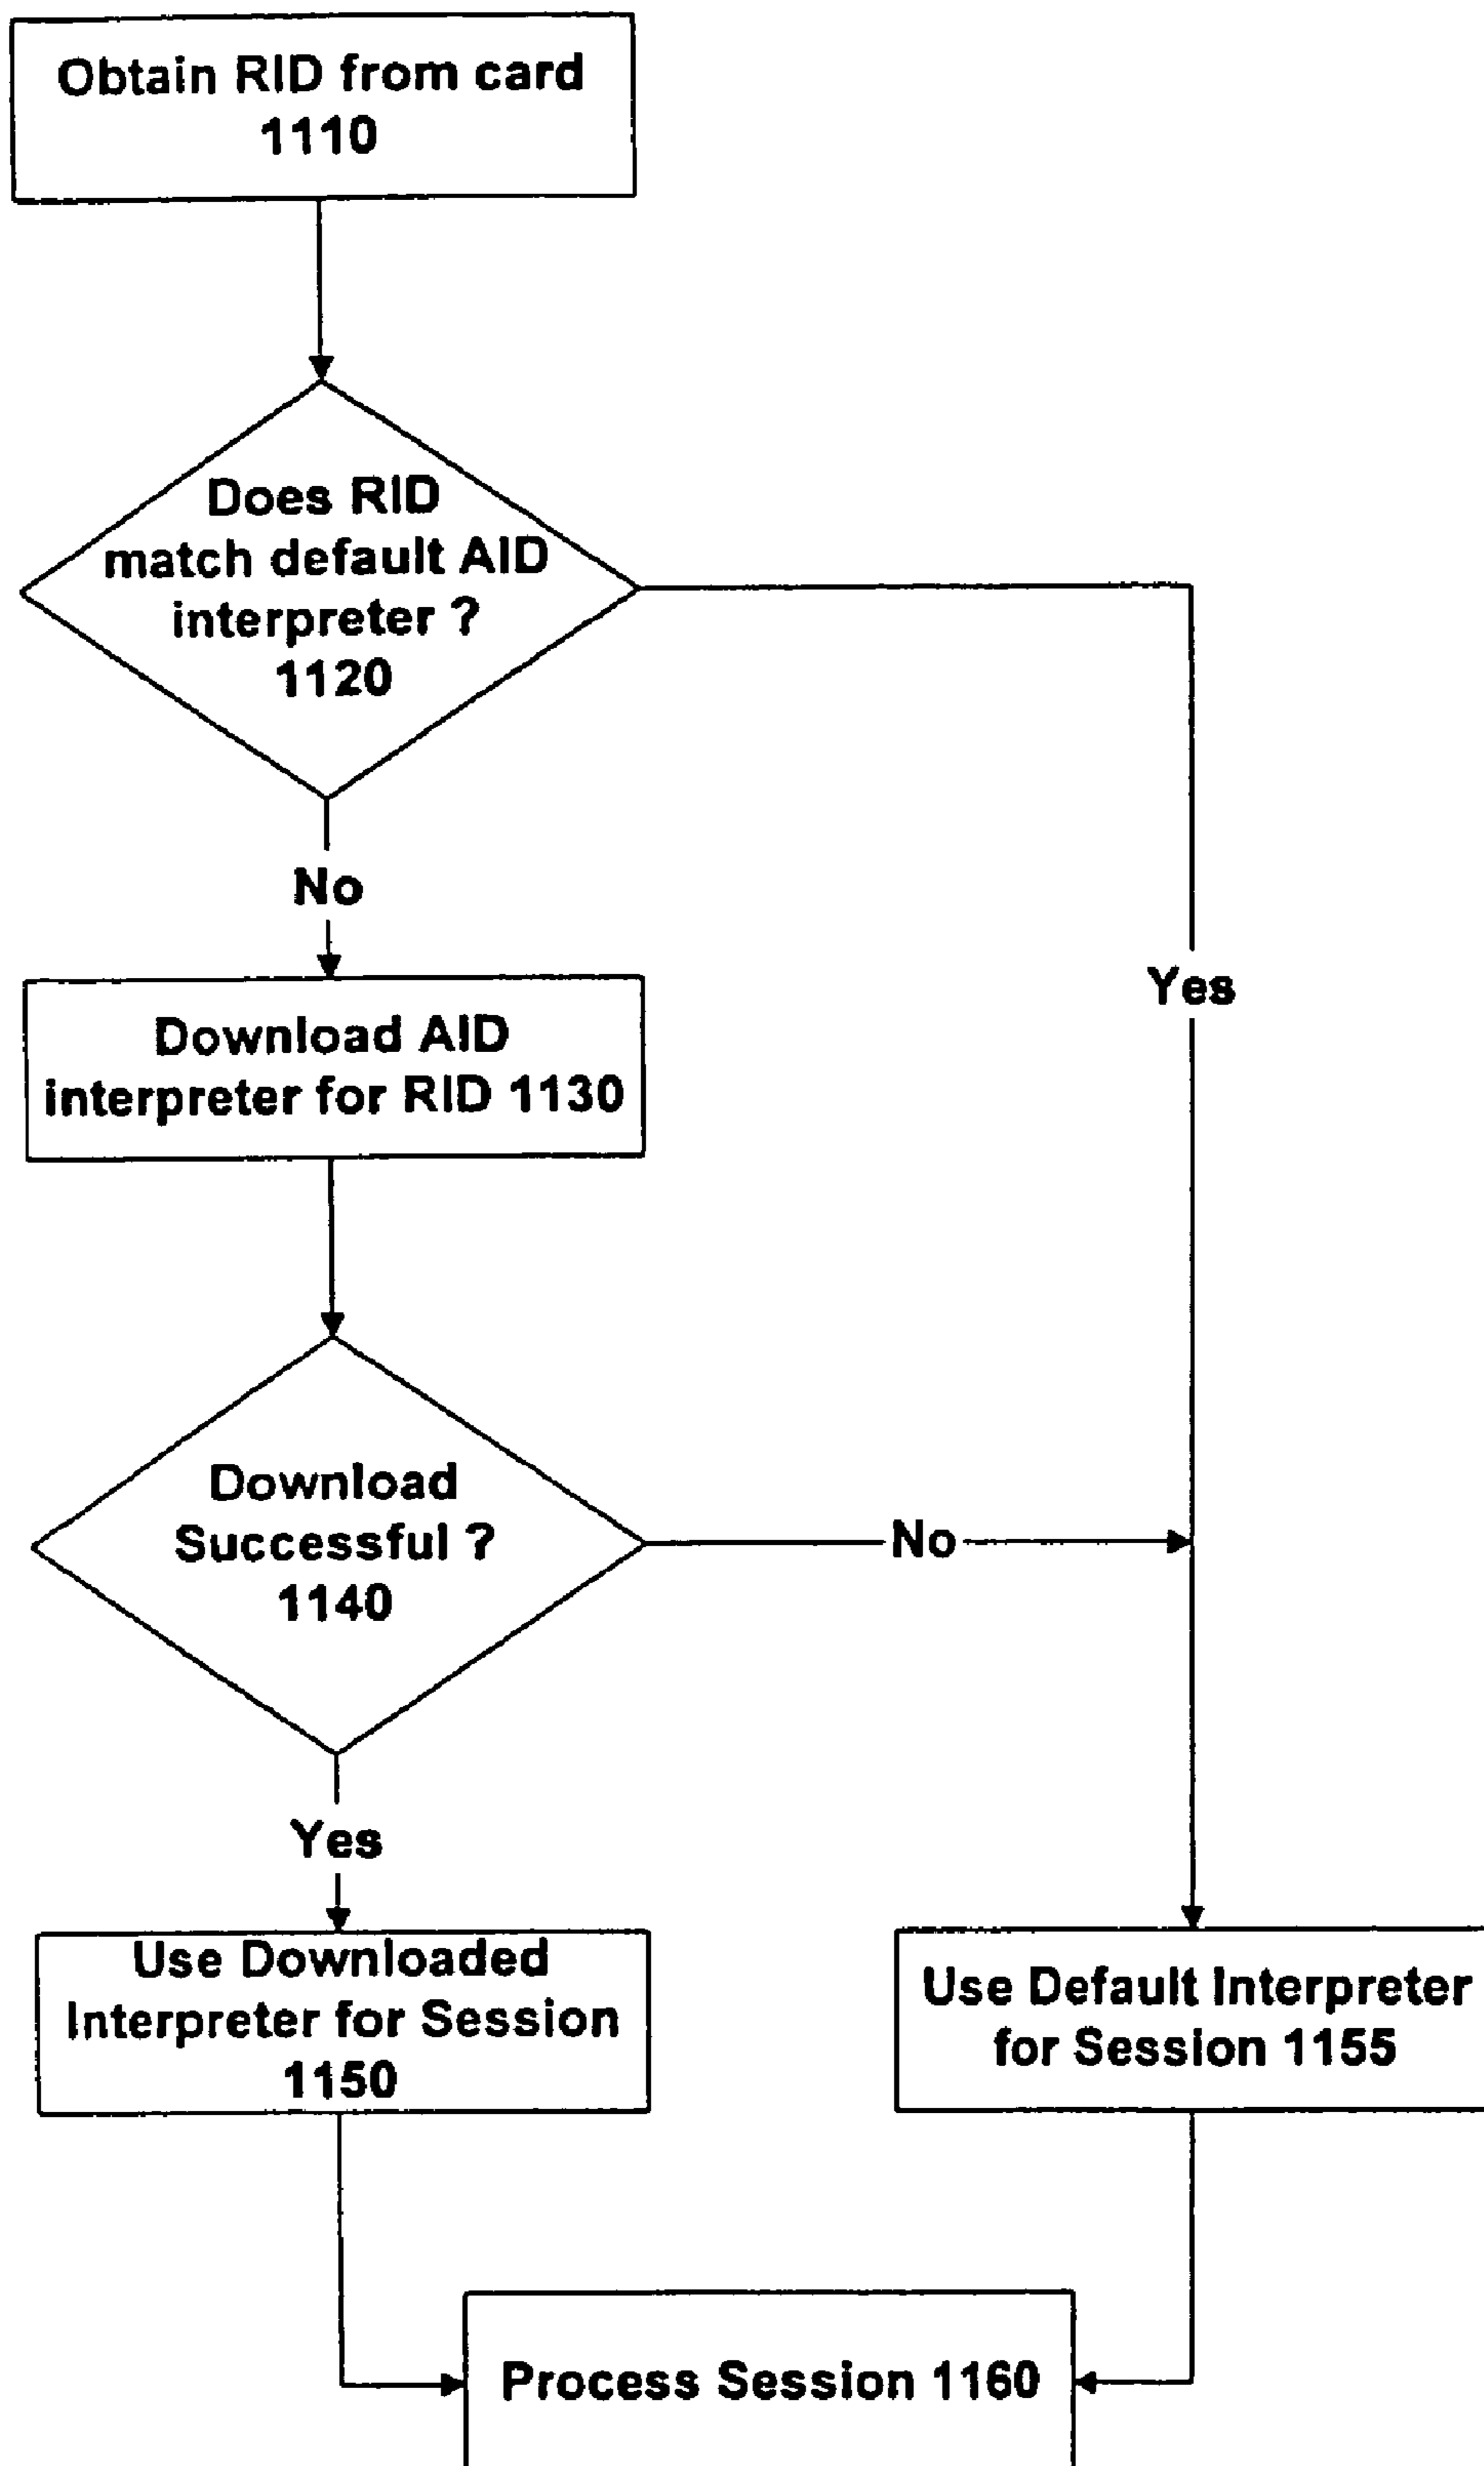 Obtain RID from card
1110
Does RID
match default AID
interpreter ?
1120
No
Yes
Download AID
interpreter for RID 1130
Download
Successful ?
1140
No
Yes
Use Downloaded
Interpreter for Session
1150
Use Default Interpreter
for Session 1155
Process Session 1160